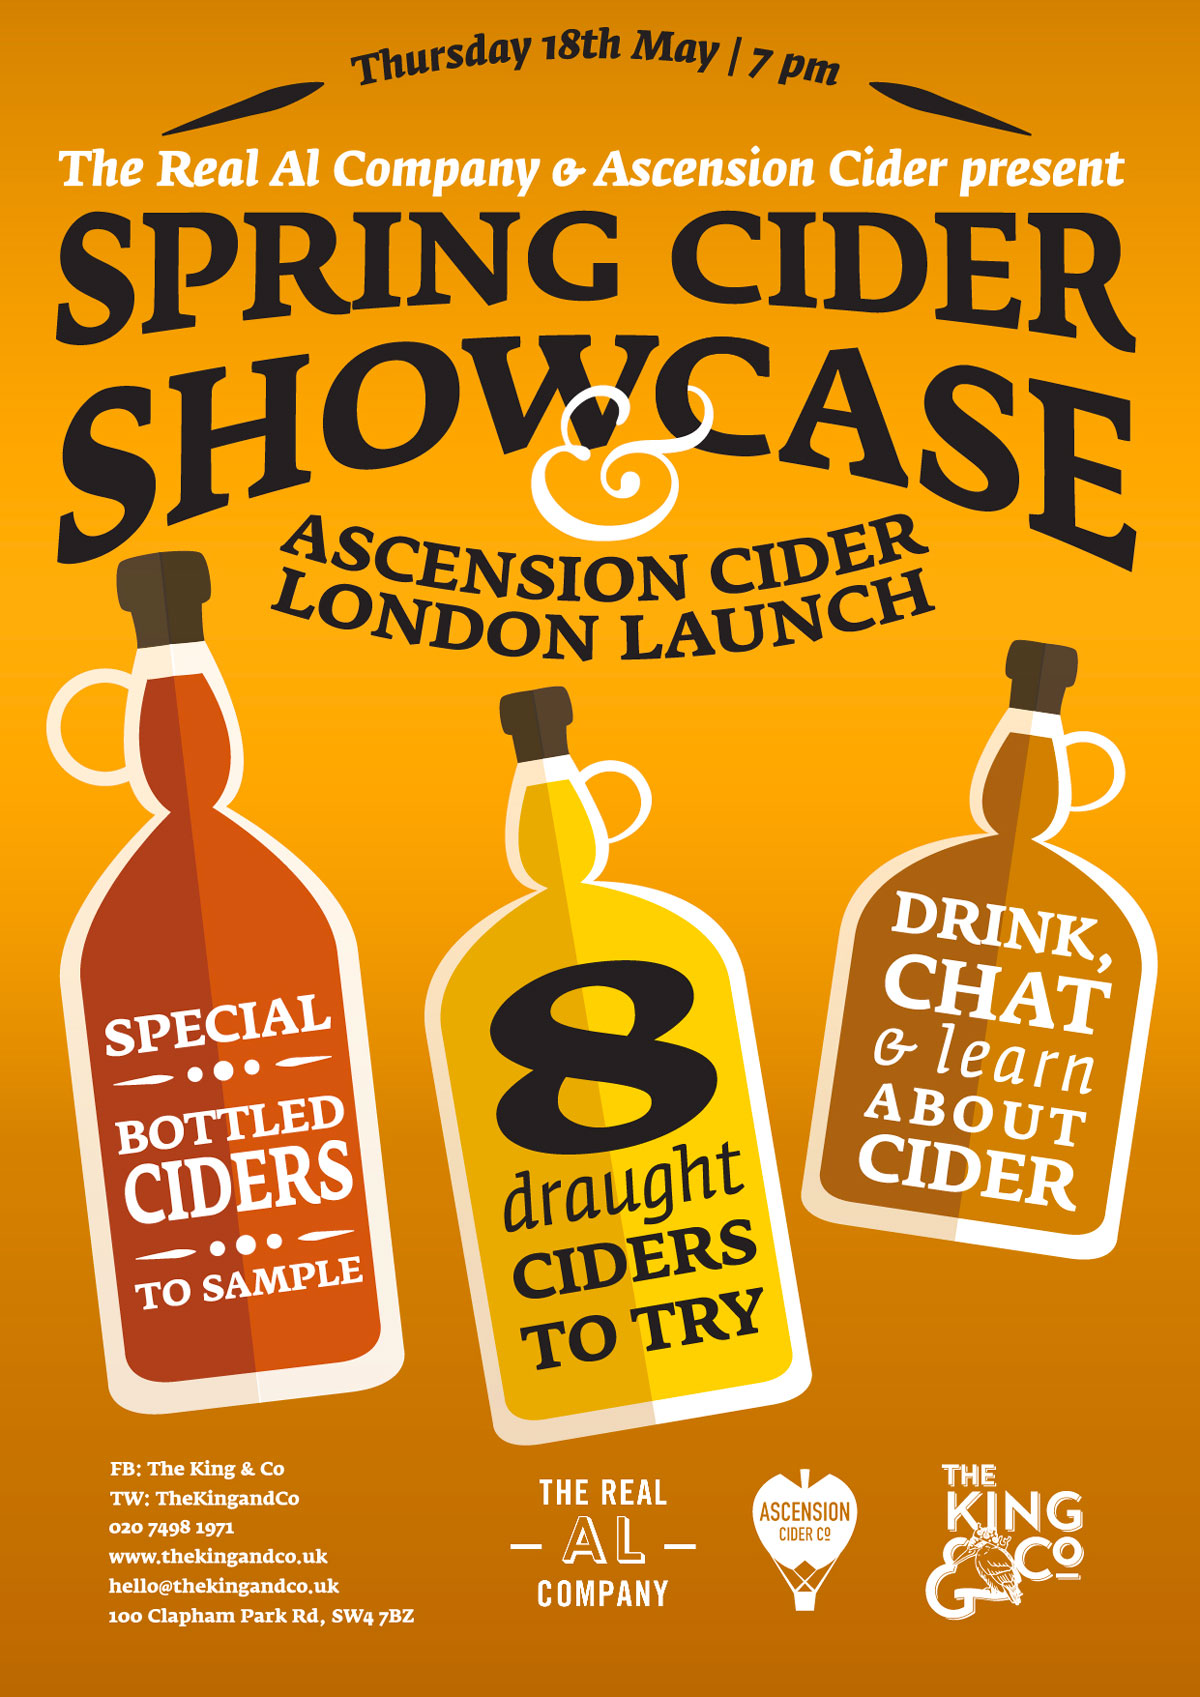 Thursday 18th May | 7 pm
The Real Al Company & Ascension Cider present
SPRING CIDER
SHOWCASE
&
ASCENSION CIDER
LONDON LAUNCH
SPECIAL
BOTTLED
CIDERS
TO SAMPLE
8
draught
CIDERS
TO TRY
DRINK,
CHAT
& learn
ABOUT
CIDER
FB: The King & Co
TW: TheKingandCo
020 7498 1971
www.thekingandco.uk
hello@thekingandco.uk
100 Clapham Park Rd, SW4 7BZ
THE REAL
AL
COMPANY
ASCENSION
CIDER CO
THE
KING
& CO